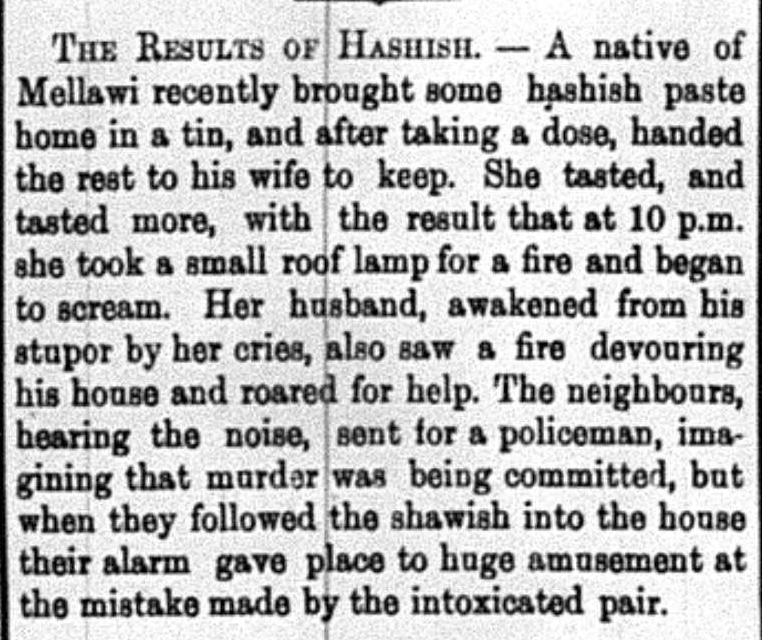 THE RESULTS OF HASHISH. — A native of
Mellawi recently brought some hashish paste
home in a tin, and after taking a dose, handed
the rest to his wife to keep. She tasted, and
tasted more, with the result that at 10 p.m.
she took a small roof lamp for a fire and began
to scream. Her husband, awakened from his
stupor by her cries, also saw a fire devouring
his house and roared for help. The neighbours,
hearing the noise, sent for a policeman, ima-
gining that murder was being committed, but
when they followed the shawish into the house
their alarm gave place to huge amusement at
the mistake made by the intoxicated pair.